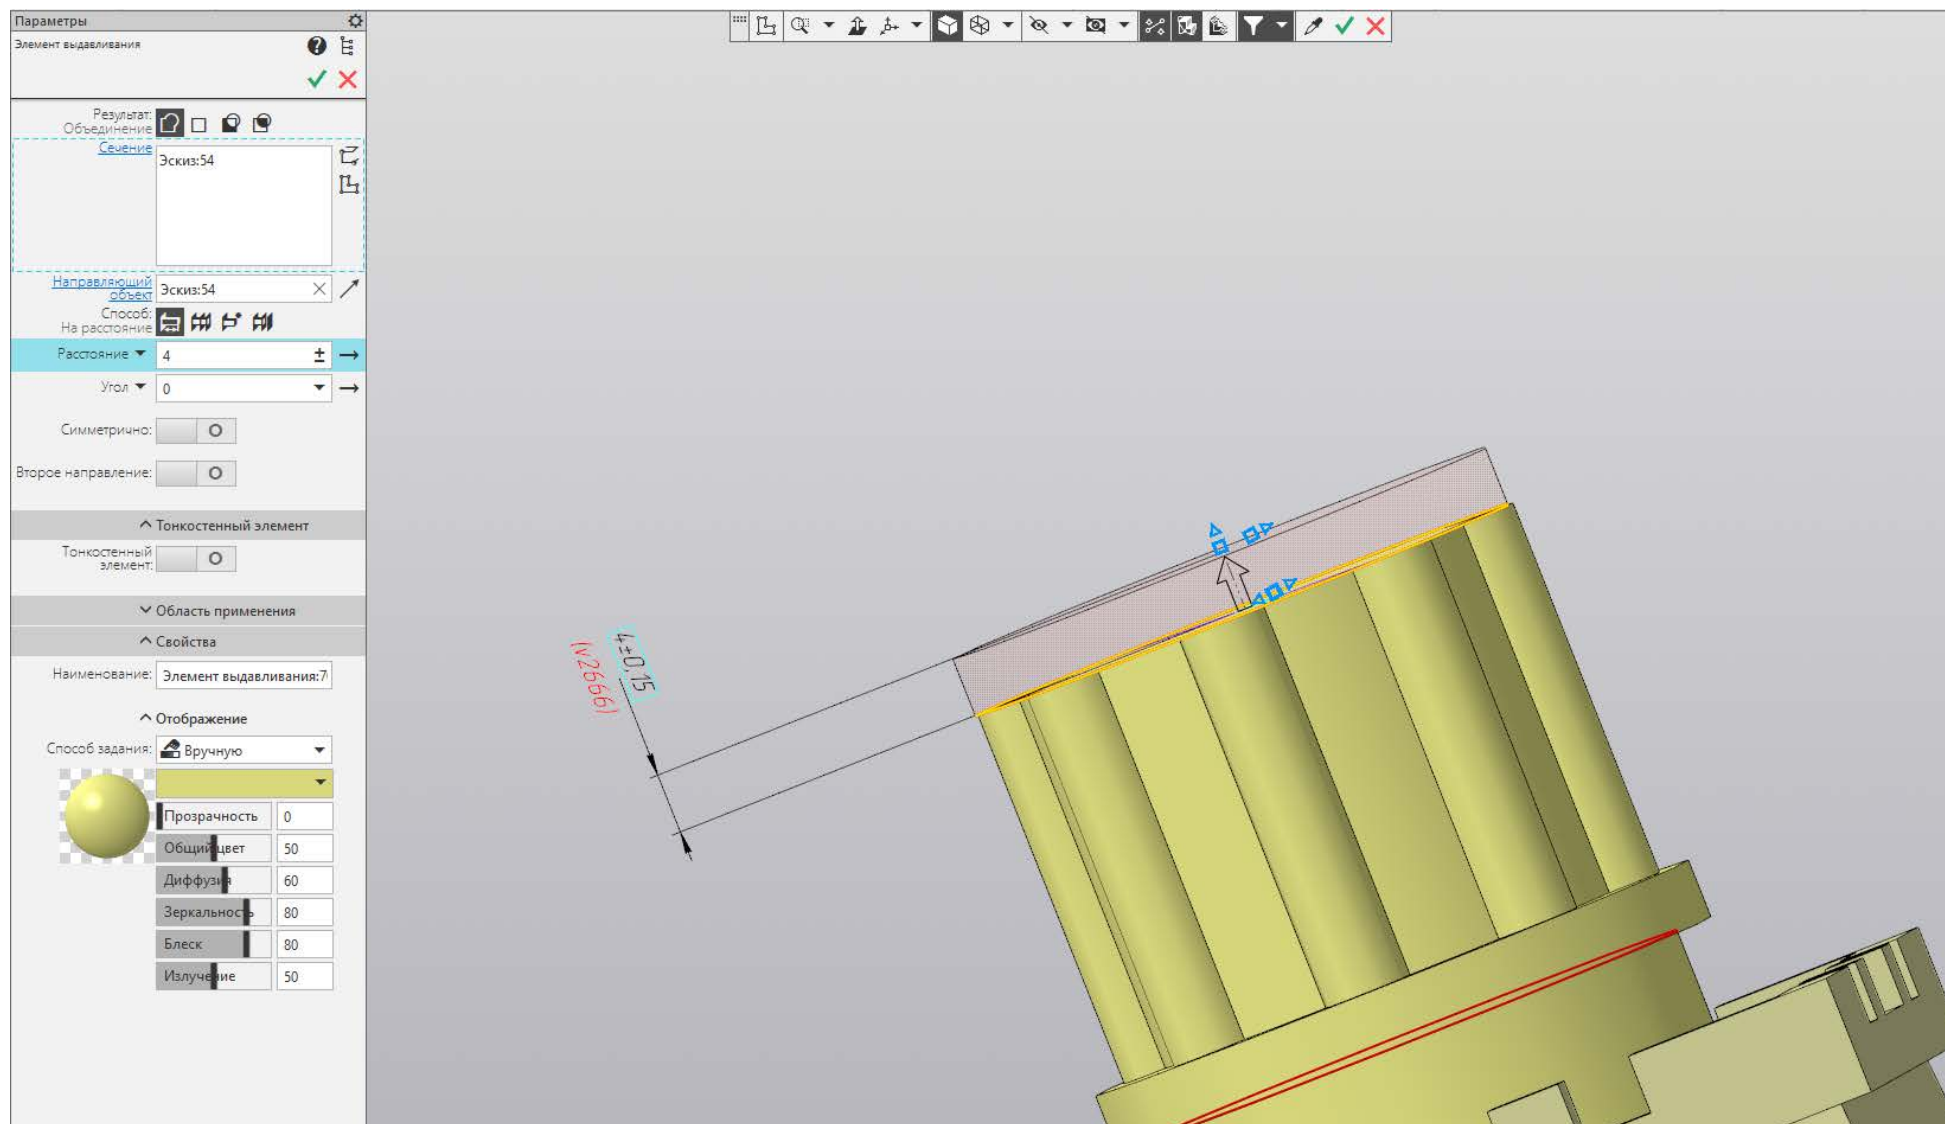 Параметры
Элемент выдавливания
Результат:
Объединение
Сечение
Эскиз:54
Направляющий
объект
Эскиз:54
Способ:
На расстояние
Расстояние
4
Угол
0
Симметрично:
Второе направление:
Тонкостенный элемент
Тонкостенный
элемент:
Область применения
Свойства
Наименование:
Элемент выдавливания:7
Отображение
Способ задания:
Вручную
Прозрачность
0
Общий цвет
50
Диффузия
60
Зеркальность
80
Блеск
80
Излучение
50
4±0,15
(v2666)